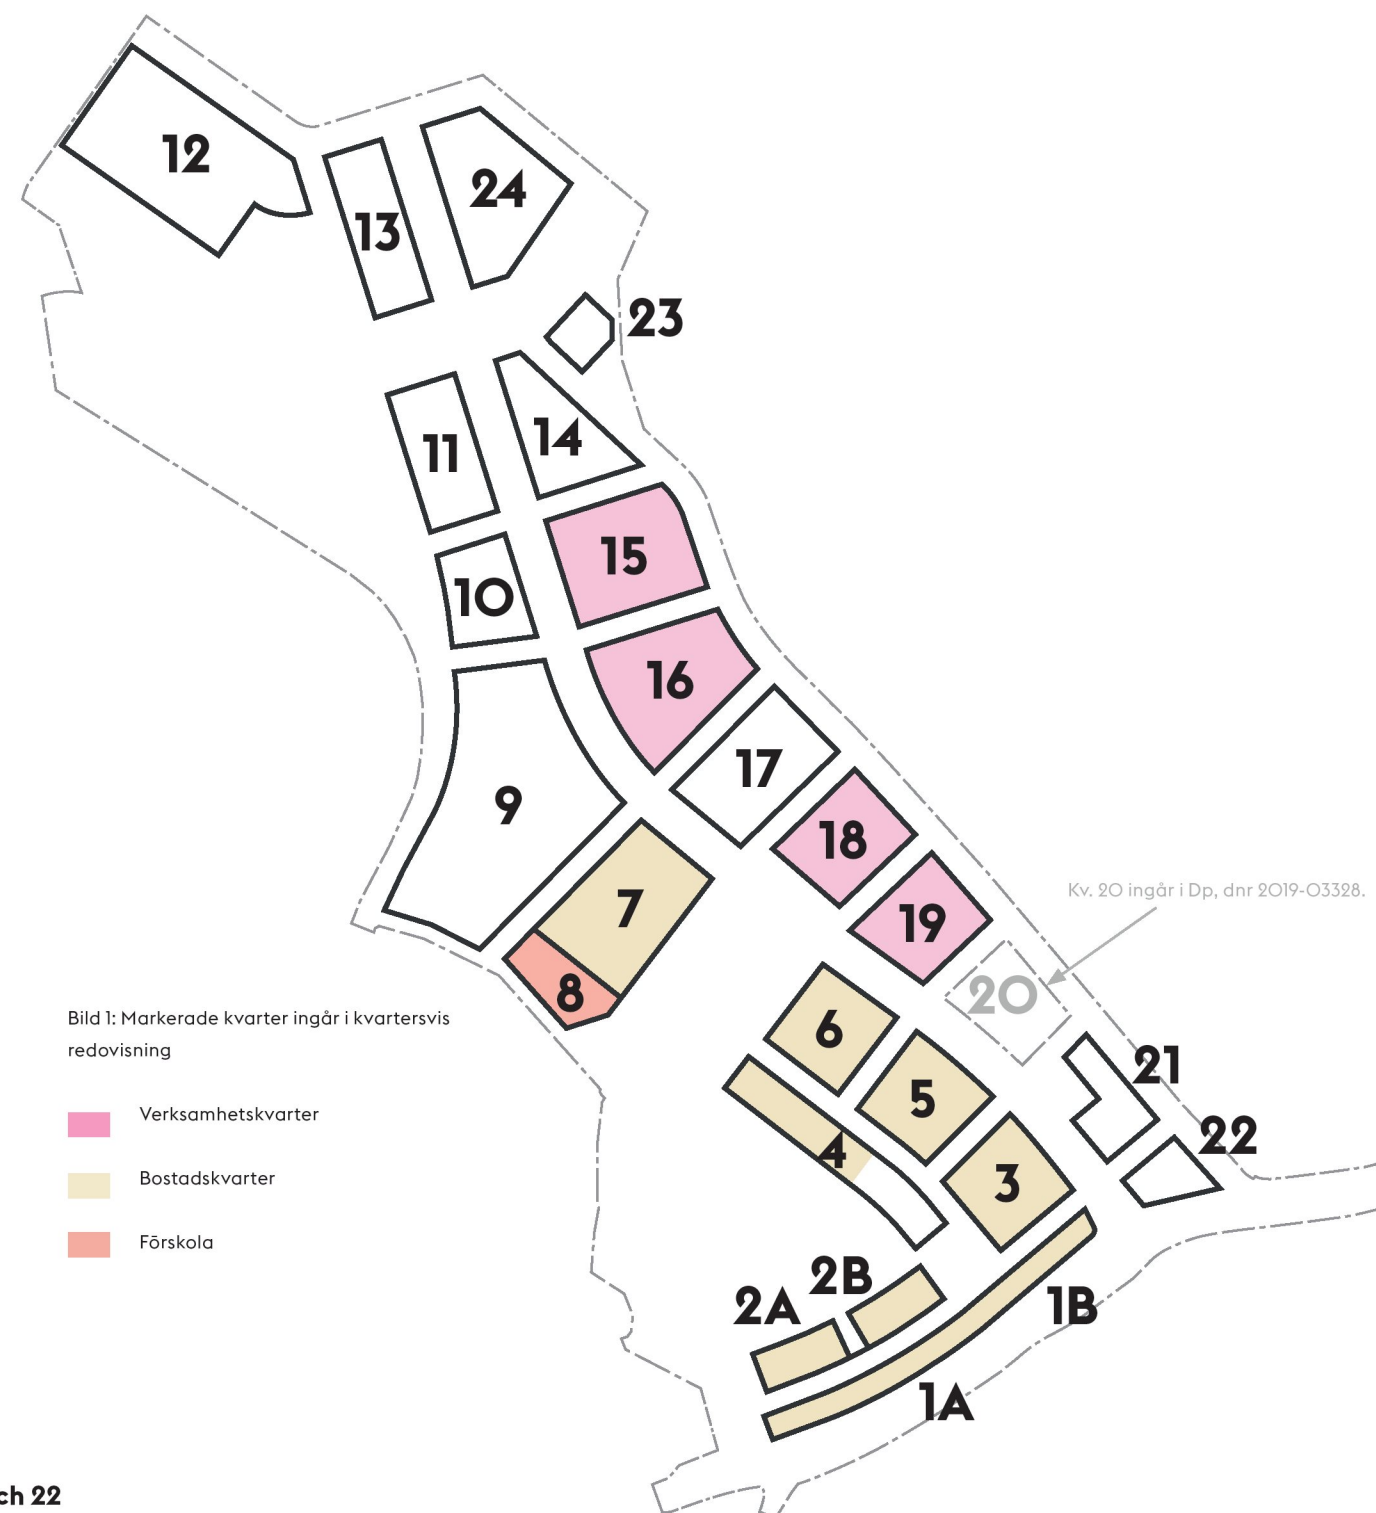 12
24
13
23
14
11
15
10
16
17
9
18
Kv. 20 ingår i Dp, dnr 2019-03328.
7
19
8
20
Bild 1: Markerade kvarter ingår i kvartersvis
redovisning
6
21
5
Verksamhetskvarter
22
4
Bostadskvarter
3
Förskola
2B
2A
1B
1A
ch 22